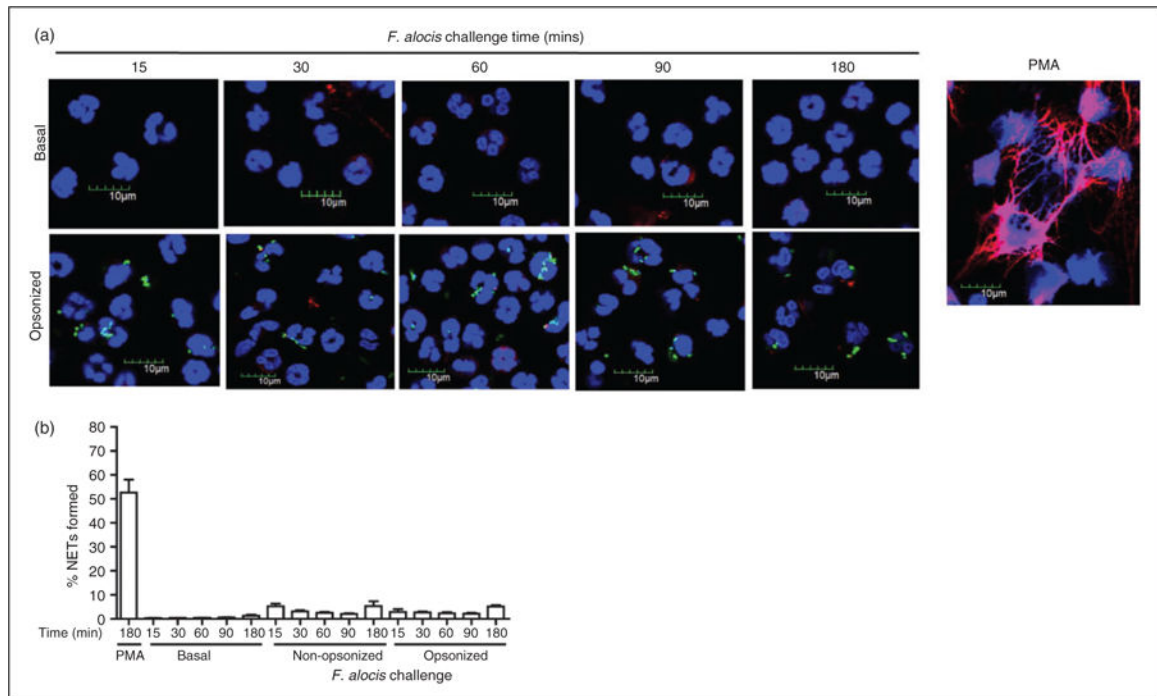 (a)
F. alocis challenge time (mins)
15 30 60 90 180 PMA
Basal
10µm 10µm 10µm 10µm 10µm
Opsonized
10µm 10µm 10µm 10µm 10µm
10µm
(b)
% NETs formed
80
70
60
50
40
30
20
10
0
Time (min) 180 15 30 60 90 180 15 30 60 90 180 15 30 60 90 180
PMA Basal Non-opsonized Opsonized
F. alocis challenge